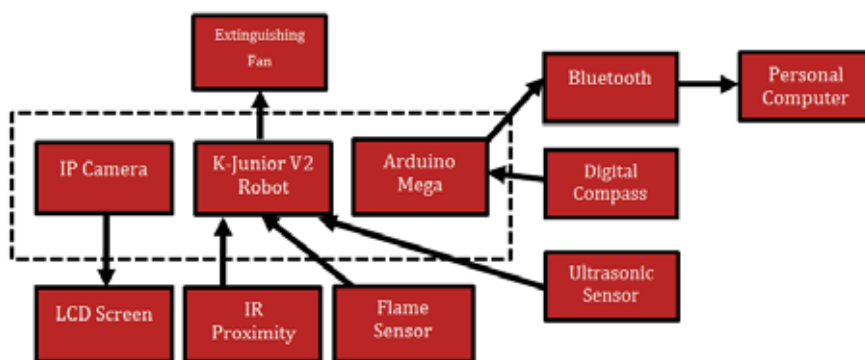 Extinguishing
Fan
Bluetooth
Personal
Computer
IP Camera
K-Junior V2
Robot
Arduino
Mega
Digital
Compass
LCD Screen
IR
Proximity
Flame
Sensor
Ultrasonic
Sensor